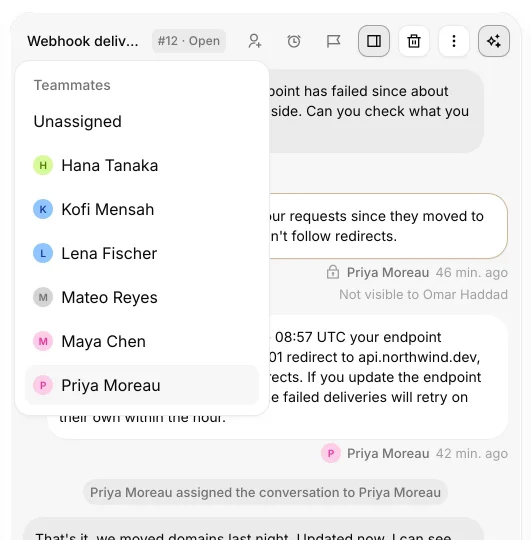 Webhook deliv...
#12 · Open
Teammates
Unassigned
H Hana Tanaka
K Kofi Mensah
L Lena Fischer
M Mateo Reyes
M Maya Chen
P Priya Moreau
point has failed since about
side. Can you check what you
our requests since they moved to
n't follow redirects.
Priya Moreau 46 min. ago
Not visible to Omar Haddad
08:57 UTC your endpoint
01 redirect to api.northwind.dev,
rects. If you update the endpoint
e failed deliveries will retry on
their own within the hour.
P Priya Moreau 42 min. ago
Priya Moreau assigned the conversation to Priya Moreau
That's it, we moved domains last night. Updated now, I can see